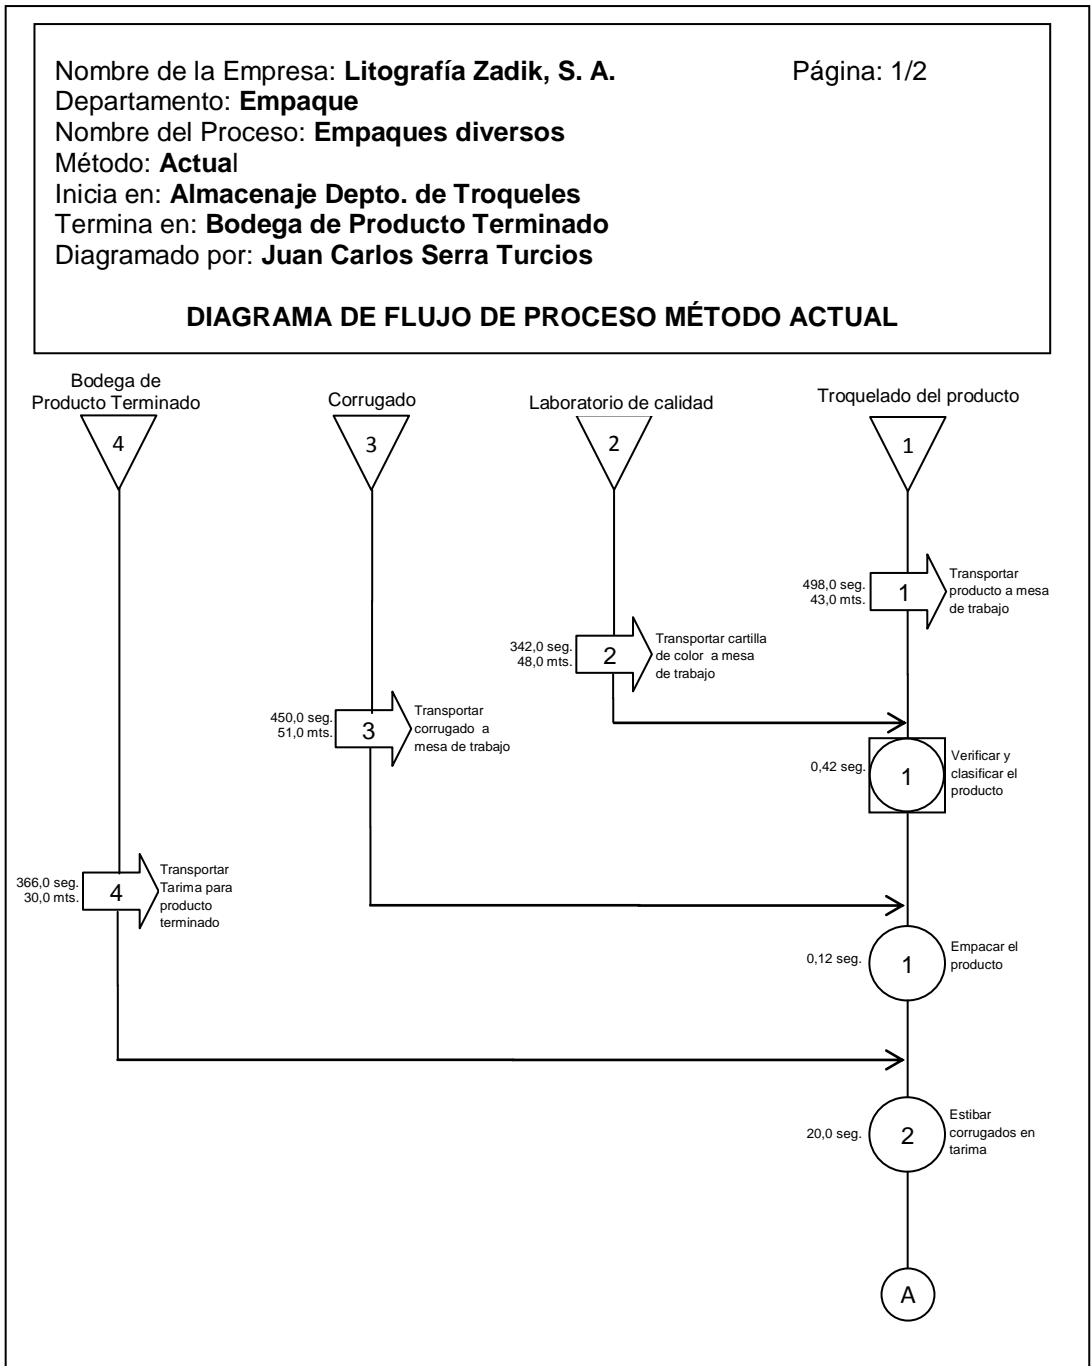 Nombre de la Empresa: Litografía Zadik, S. A. Página: 1/2
Departamento: Empaque
Nombre del Proceso: Empaques diversos
Método: Actual
Inicia en: Almacenaje Depto. de Troqueles
Termina en: Bodega de Producto Terminado
Diagramado por: Juan Carlos Serra Turcios
DIAGRAMA DE FLUJO DE PROCESO MÉTODO ACTUAL
Bodega de
Producto Terminado
4
Corrugado
3
Laboratorio de calidad
2
Troquelado del producto
1
498,0 seg.
43,0 mts.
1
Transportar
producto a mesa
de trabajo
342,0 seg.
48,0 mts.
2
Transportar cartilla
de color a mesa
de trabajo
450,0 seg.
51,0 mts.
3
Transportar
corrugado a
mesa de trabajo
0,42 seg.
1
Verificar y
clasificar el
producto
366,0 seg.
30,0 mts.
4
Transportar
Tarima para
producto
terminado
0,12 seg.
1
Empacar el
producto
20,0 seg.
2
Estibar
corrugados en
tarima
A